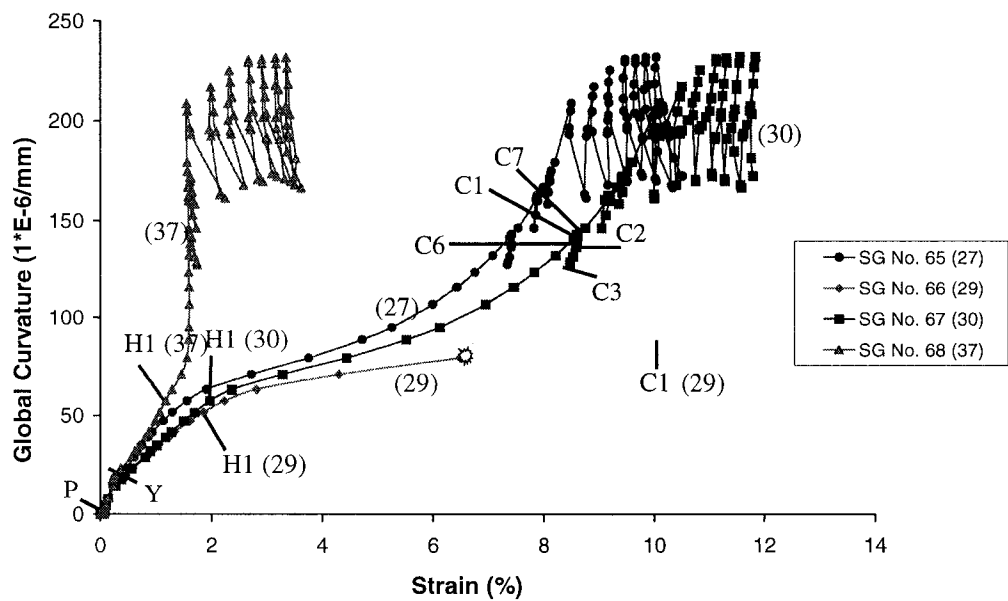 250
200
150
100
50
0
Global Curvature (1*E-6/mm)
0 2 4 6 8 10 12 14
Strain (%)
(37)
(30)
C7
C1
C6
C2
C3
(27)
H1 (37)
H1 (30)
(29)
C1 (29)
H1 (29)
P
Y
SG No. 65 (27)
SG No. 66 (29)
SG No. 67 (30)
SG No. 68 (37)